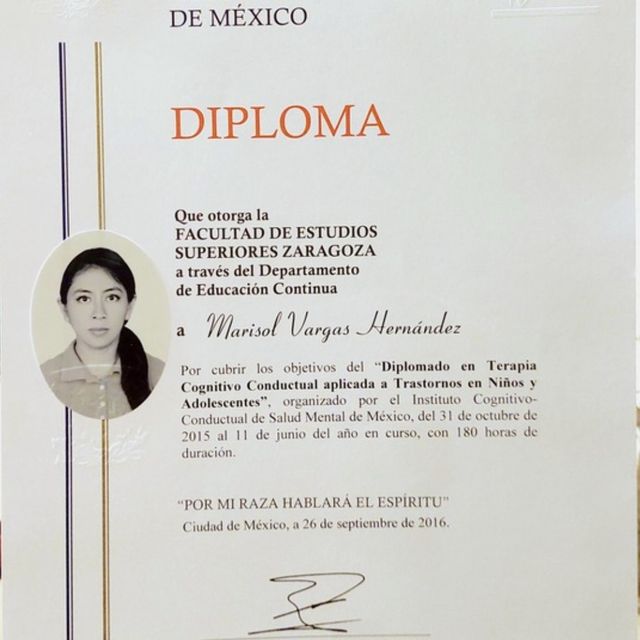 DE MÉXICO
DIPLOMA
Que otorga la
FACULTAD DE ESTUDIOS
SUPERIORES ZARAGOZA
a través del Departamento
de Educación Continua
a Marisol Vargas Hernández
Por cubrir los objetivos del “Diplomado en Terapia
Cognitivo Conductual aplicada a Trastornos en Niños y
Adolescentes”, organizado por el Instituto Cognitivo-
Conductual de Salud Mental de México, del 31 de octubre de
2015 al 11 de junio del año en curso, con 180 horas de
duración.
“POR MI RAZA HABLARÁ EL ESPÍRITU”
Ciudad de México, a 26 de septiembre de 2016.